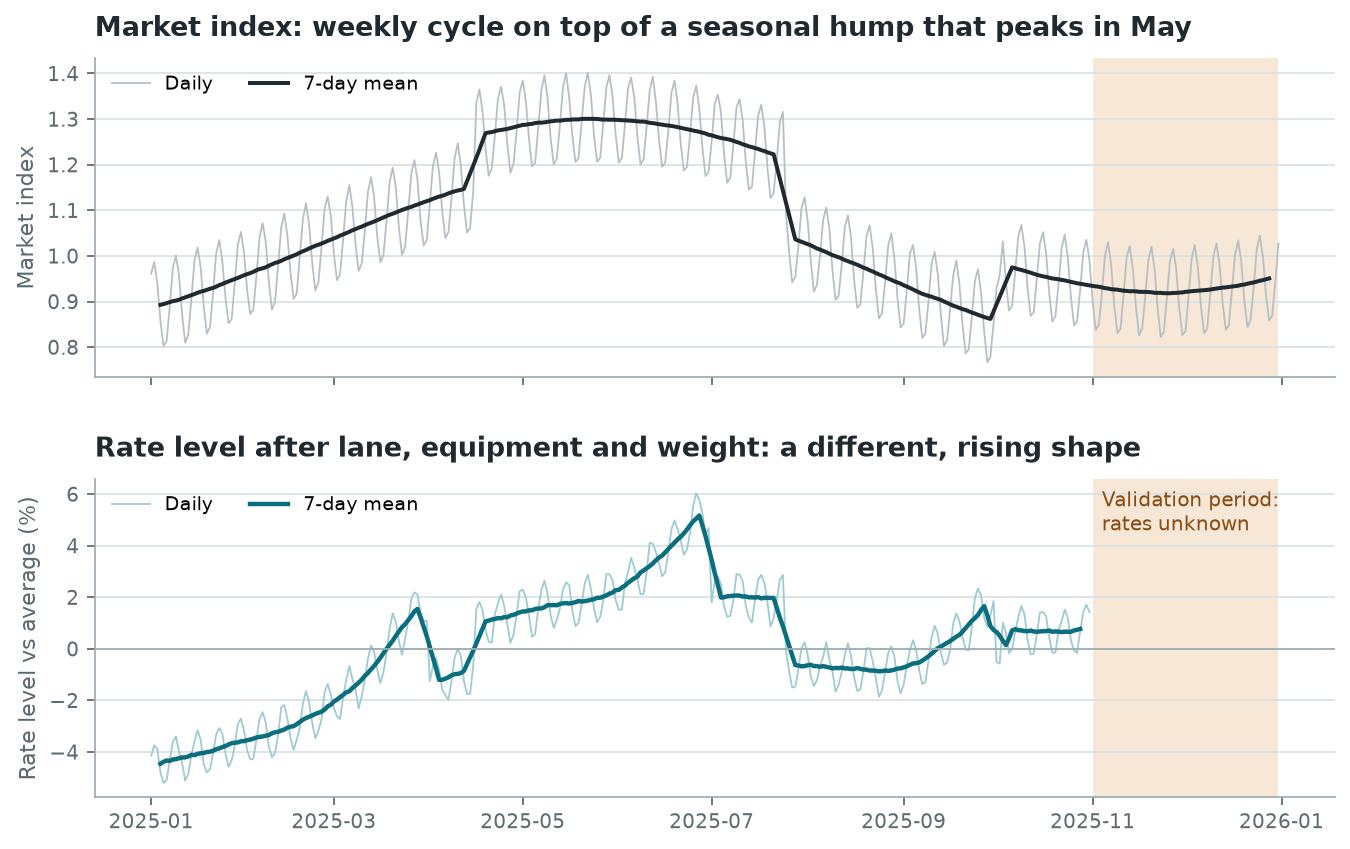 Market index: weekly cycle on top of a seasonal hump that peaks in May
Daily
7-day mean
Market index
1.4
1.3
1.2
1.1
1.0
0.9
0.8
Rate level after lane, equipment and weight: a different, rising shape
Daily
7-day mean
Validation period:
rates unknown
Rate level vs average (%)
6
4
2
0
−2
−4
2025-01
2025-03
2025-05
2025-07
2025-09
2025-11
2026-01